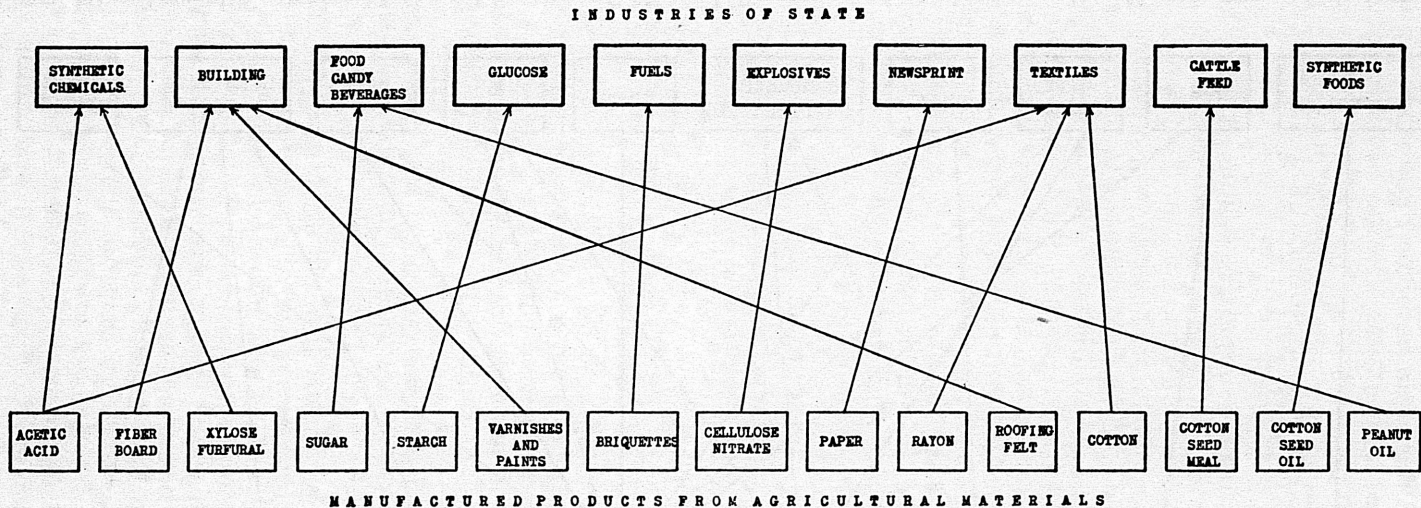 INDUSTRIES OF STATE
SYNTHETIC
CHEMICALS.
BUILDING
FOOD
CANDY
BEVERAGES
GLUCOSE
FUELS
EXPLOSIVES
NEWSPRINT
TEXTILES
CATTLE
FEED
SYNTHETIC
FOODS
ACETIC
ACID
FIBER
BOARD
XYLOSE
FURFURAL
SUGAR
STARCH
VARNISHES
AND
PAINTS
BRIQUETTES
CELLULOSE
NITRATE
PAPER
RAYON
ROOFING
FELT
COTTON
COTTON
SEED
MEAL
COTTON
SEED
OIL
PEANUT
OIL
MANUFACTURED PRODUCTS FROM AGRICULTURAL MATERIALS